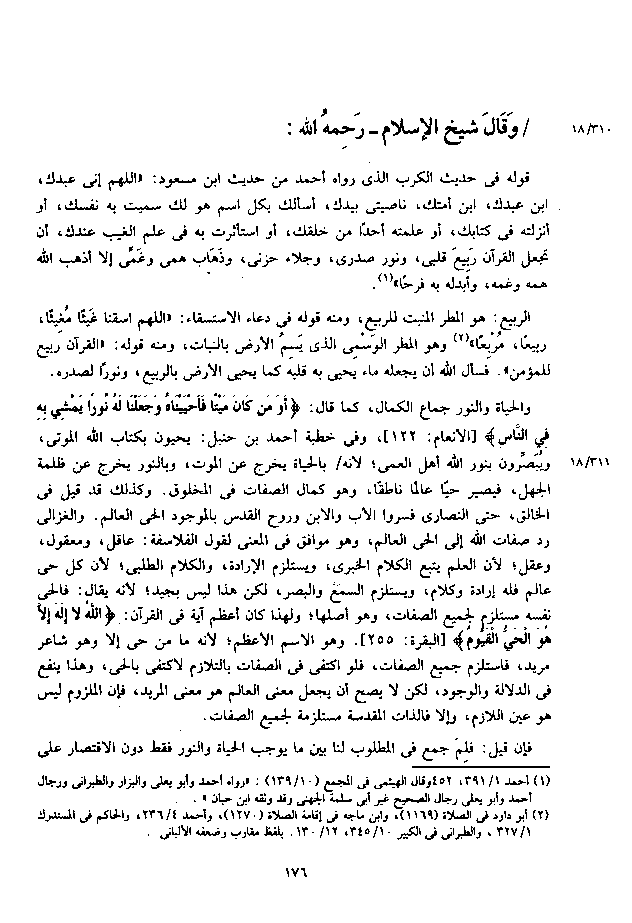 ١٨/٣١٠ / وَقَالَ شيخ الإسلام ـ رَحِمهُ الله :
قوله فى حديث الكرب الذى رواه أحمد من حديث ابن مسعود: «اللهم إنى عبدك،
ابن عبدك، ابن أمتك، ناصيتى بيدك، أسألك بكل اسم هو لك سميت به نفسك، أو
أنزلته فى كتابك، أو علمته أحدًا من خلقك، أو استأثرت به فى علم الغيب عندك، أن
تجعل القرآن رَبِيعَ قلبى، ونور صدرى، وجلاء حزنى، وذَهَاب همى وغَمِّى إلا أذهب الله
همه وغمه، وأبدله به فرحًا»(١).
الربيع: هو المطر المنبت للربيع، ومنه قوله فى دعاء الاستسقاء: «اللهم اسقنا غَيثًا مُغِيثًا،
ربيعًا، مُرْبِعًا»(٢) وهو المطر الوَسْمِى الذى يَسِمُ الأرض بالنبات، ومنه قوله: «القرآن ربيع
للمؤمن». فسأل الله أن يجعله ماء يحيى به قلبه كما يحيى الأرض بالربيع، ونورًا لصدره.
والحياة والنور جماع الكمال، كما قال: ﴿أَوَ مَن كَانَ مَيْتًا فَأَحْيَيْنَاهُ وَجَعَلْنَا لَهُ نُورًا يَمْشِي بِهِ
فِي النَّاسِ﴾ [الأنعام: ١٢٢]، وفى خطبة أحمد بن حنبل: يحيون بكتاب الله الموتى،
١٨/٣١١ ويُبَصِّرون بنور الله أهل العمى؛ لأنه/ بالحياة يخرج عن الموت، وبالنور يخرج عن ظلمة
الجهل، فيصير حيًا عالمًا ناطقًا، وهو كمال الصفات فى المخلوق. وكذلك قد قيل فى
الخالق، حتى النصارى فسروا الأب والابن وروح القدس بالموجود الحى العالم. والغزالى
رد صفات الله إلى الحى العالم، وهو موافق فى المعنى لقول الفلاسفة: عاقل، ومعقول،
وعقل؛ لأن العلم يتبع الكلام الخبرى، ويستلزم الإرادة، والكلام الطلبى؛ لأن كل حى
عالم فله إرادة وكلام، ويستلزم السمع والبصر، لكن هذا ليس بجيد؛ لأنه يقال: فالحى
نفسه مستلزم لجميع الصفات، وهو أصلها؛ ولهذا كان أعظم آية فى القرآن: ﴿اللهُ لا إِلَهَ إِلاَّ
هُوَ الْحَيُّ الْقَيُّومُ﴾ [البقرة: ٢٥٥]. وهو الاسم الأعظم؛ لأنه ما من حى إلا وهو شاعر
مريد، فاستلزم جميع الصفات، فلو اكتفى فى الصفات بالتلازم لاكتفى بالحى، وهذا ينفع
فى الدلالة والوجود، لكن لا يصح أن يجعل معنى العالم هو معنى المريد، فإن الملزوم ليس
هو عين اللازم، وإلا فالذات المقدسة مستلزمة لجميع الصفات.
فإن قيل: فلِمَ جمع فى المطلوب لنا بين ما يوجب الحياة والنور فقط دون الاقتصار على
(١) أحمد ١/ ٣٩١، ٤٥٢ وقال الهيثمى فى المجمع (١٠/ ١٣٩) : «رواه أحمد وأبو يعلى والبزار والطبرانى ورجال
أحمد وأبو يعلى رجال الصحيح غير أبى سلمة الجهنى وقد وثقه ابن حبان » .
(٢) أبو داود فى الصلاة (١١٦٩)، وابن ماجه فى إقامة الصلاة (١٢٧٠)، وأحمد ٤/ ٢٣٦، والحاكم فى المستدرك
١/ ٣٢٧ ، والطبرانى فى الكبير ١٠/ ٣٤٥، ١٢/ ١٣٠. بلفظ مقارب وضعفه الألبانى .
١٧٦